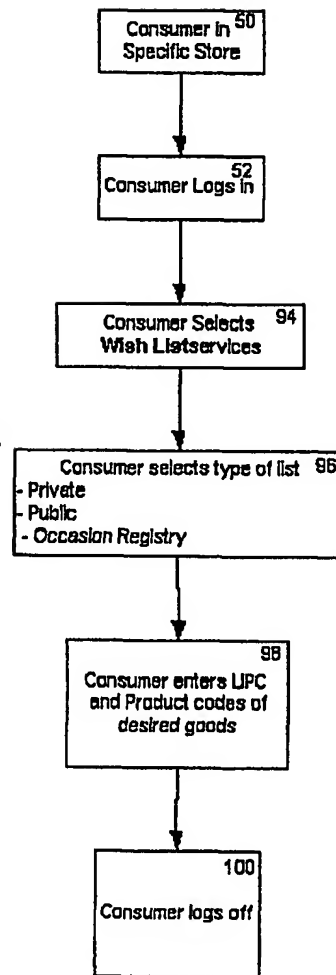 50
Consumer in
Specific Store
52
Consumer Logs in
94
Consumer Selects
Wish Listservices
Consumer selects type of list 96
- Private
- Public
- Occasion Registry
98
Consumer enters UPC
and Product codes of
desired goods
100
Consumer logs off